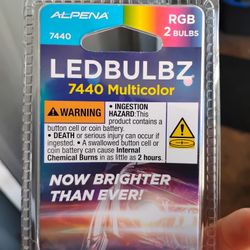 ALPENA
RGB
7440
2 BULBS
LEDBULBZ
7440 Multicolor
WARNING
• INGESTION
HAZARD: This
product contains a
button cell or coin battery.
• DEATH or serious injury can occur if
ingested. • A swallowed button cell
or coin battery can cause Internal
Chemical Burns in as little as 2 hours.
NOW BRIGHTER
THAN EVER!